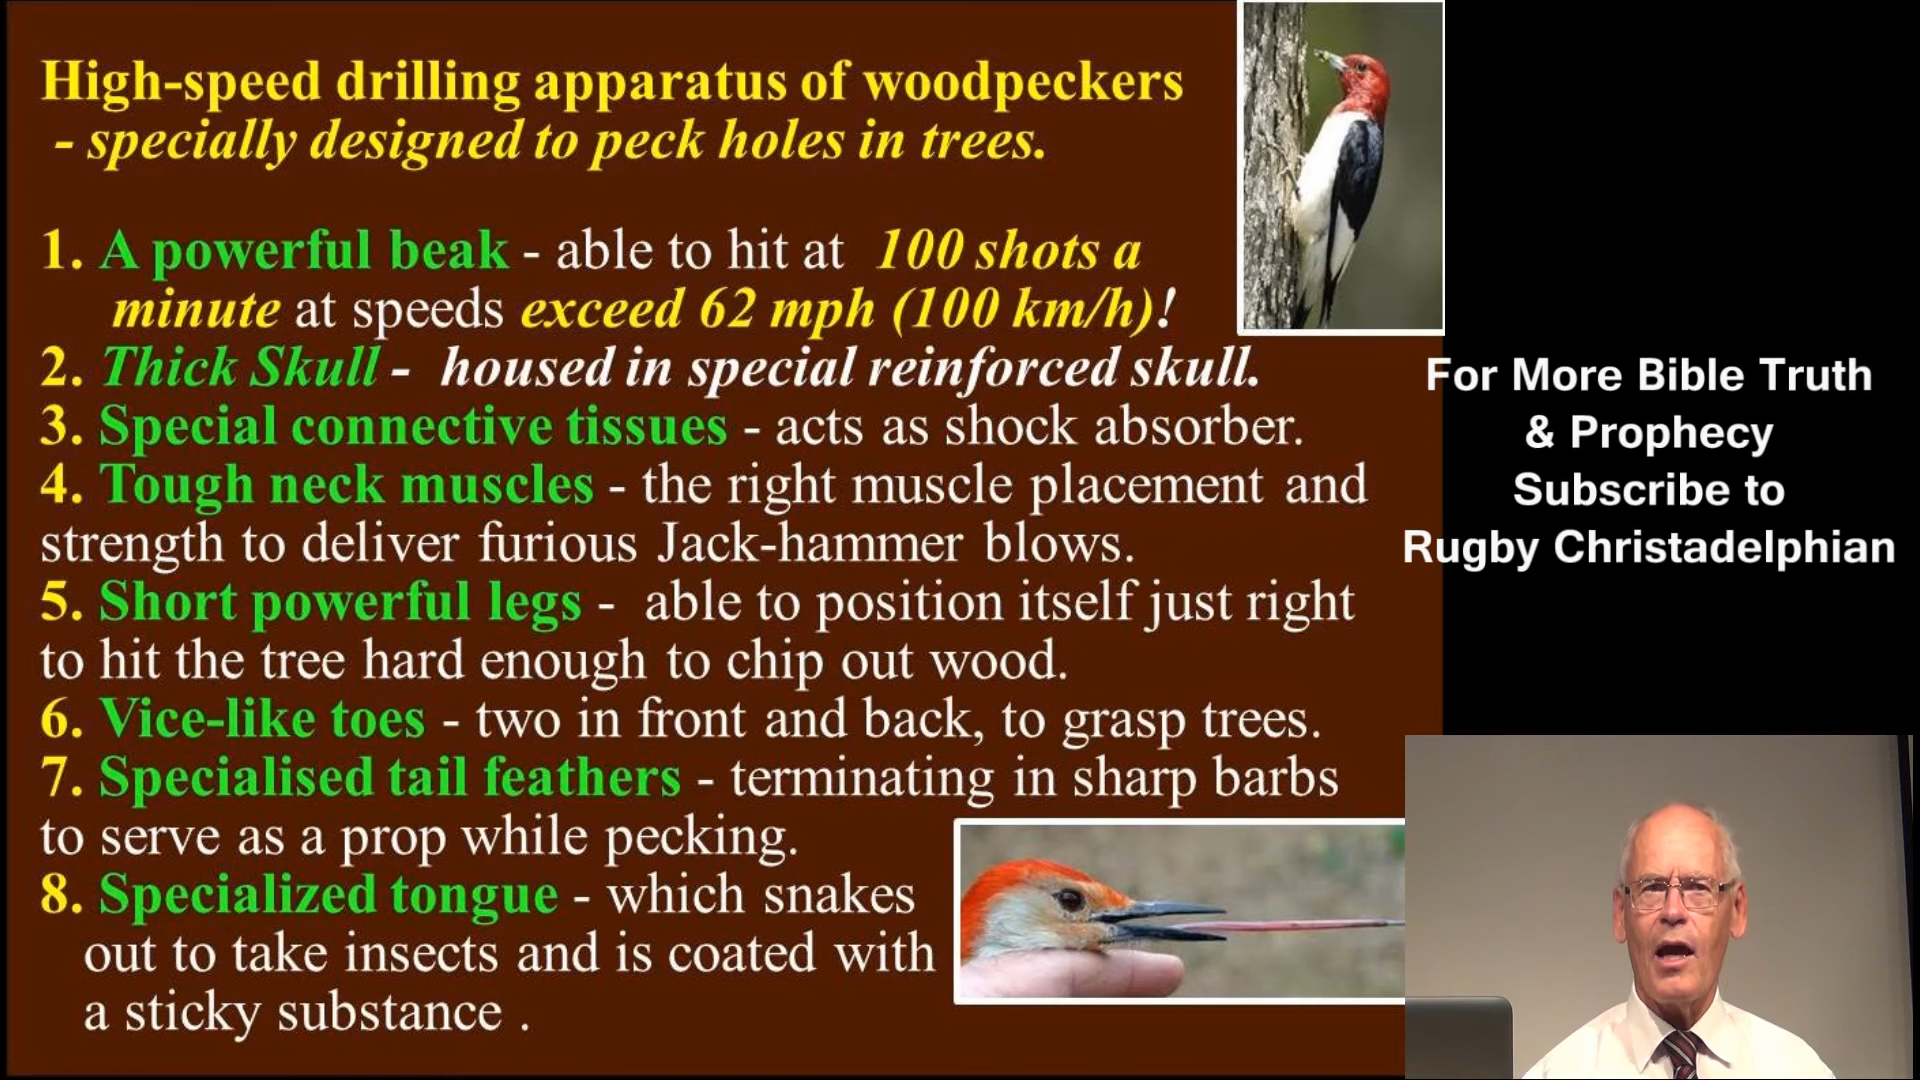 High-speed drilling apparatus of woodpeckers
- specially designed to peck holes in trees.
1. A powerful beak - able to hit at 100 shots a
minute at speeds exceed 62 mph (100 km/h)!
2. Thick Skull - housed in special reinforced skull.
3. Special connective tissues - acts as shock absorber.
4. Tough neck muscles - the right muscle placement and
strength to deliver furious Jack-hammer blows.
5. Short powerful legs - able to position itself just right
to hit the tree hard enough to chip out wood.
6. Vice-like toes - two in front and back, to grasp trees.
7. Specialised tail feathers - terminating in sharp barbs
to serve as a prop while pecking.
8. Specialized tongue - which snakes
out to take insects and is coated with
a sticky substance .
For More Bible Truth
& Prophecy
Subscribe to
Rugby Christadelphian